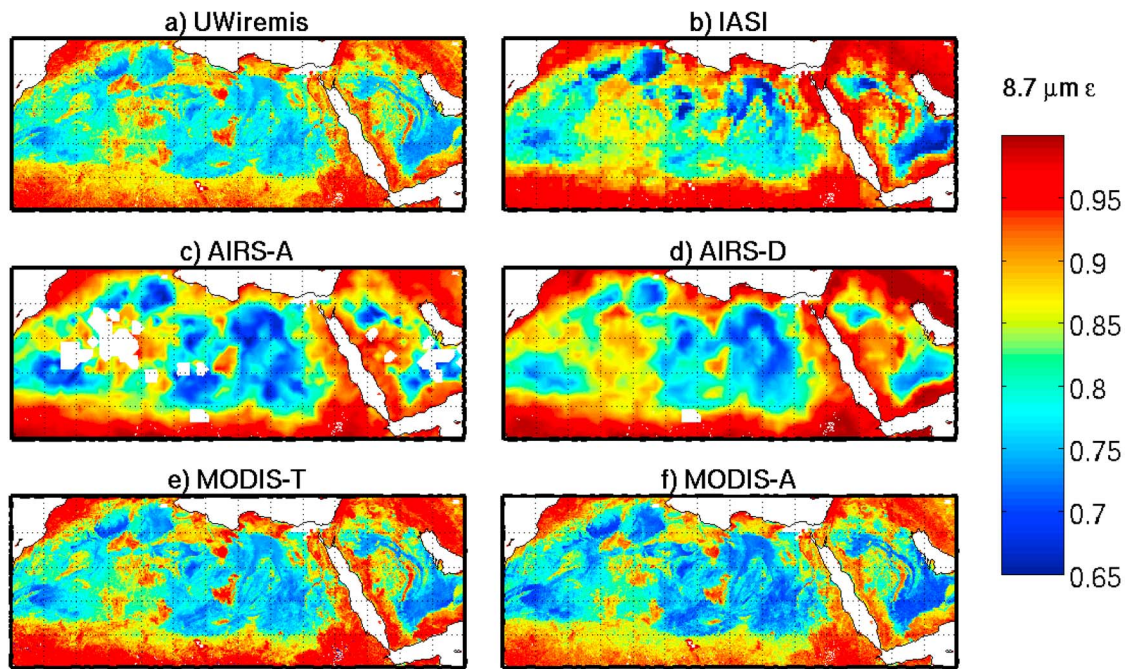 a) UWiremis
b) IASI
8.7 μm ε
c) AIRS-A
d) AIRS-D
e) MODIS-T
f) MODIS-A
0.95
0.9
0.85
0.8
0.75
0.7
0.65